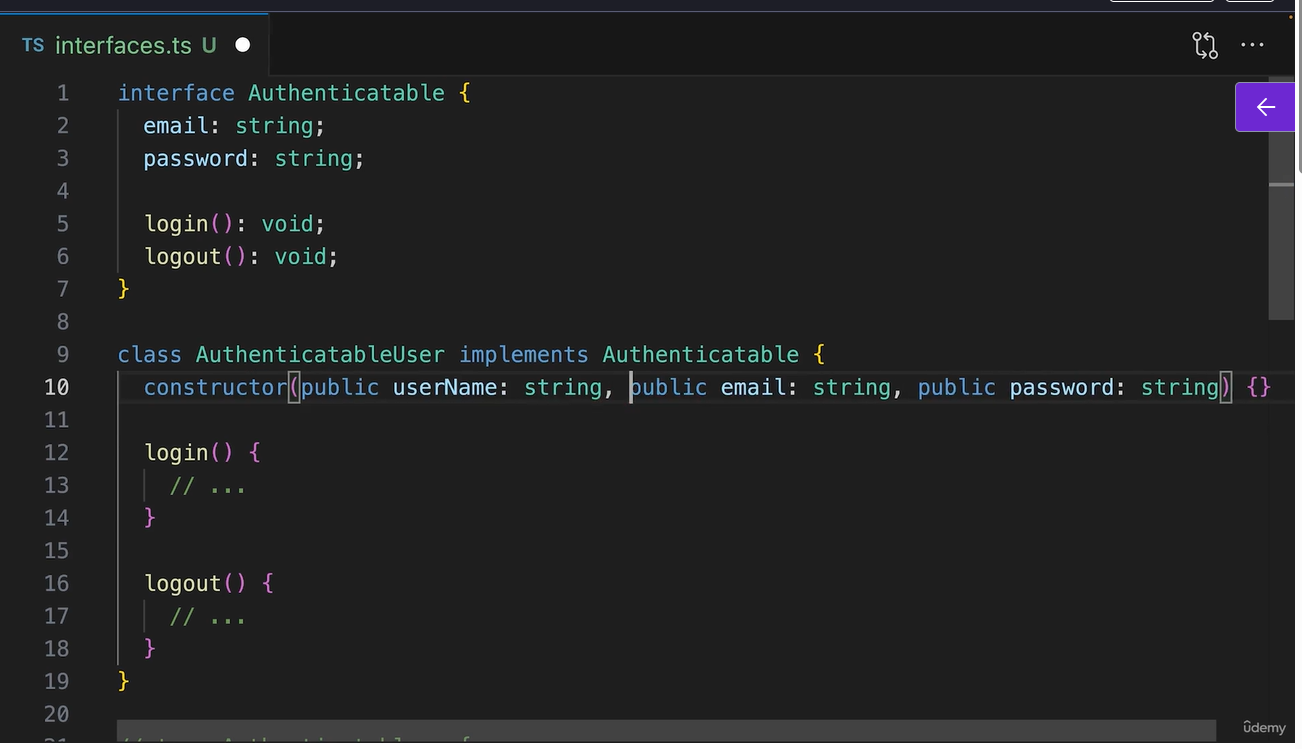 TS interfaces.ts U
1 interface Authenticatable {
2 email: string;
3 password: string;
4
5 login(): void;
6 logout(): void;
7 }
8
9 class AuthenticatableUser implements Authenticatable {
10 constructor(public userName: string, public email: string, public password: string) {}
11
12 login() {
13 // ...
14 }
15
16 logout() {
17 // ...
18 }
19 }
20
ûdemy